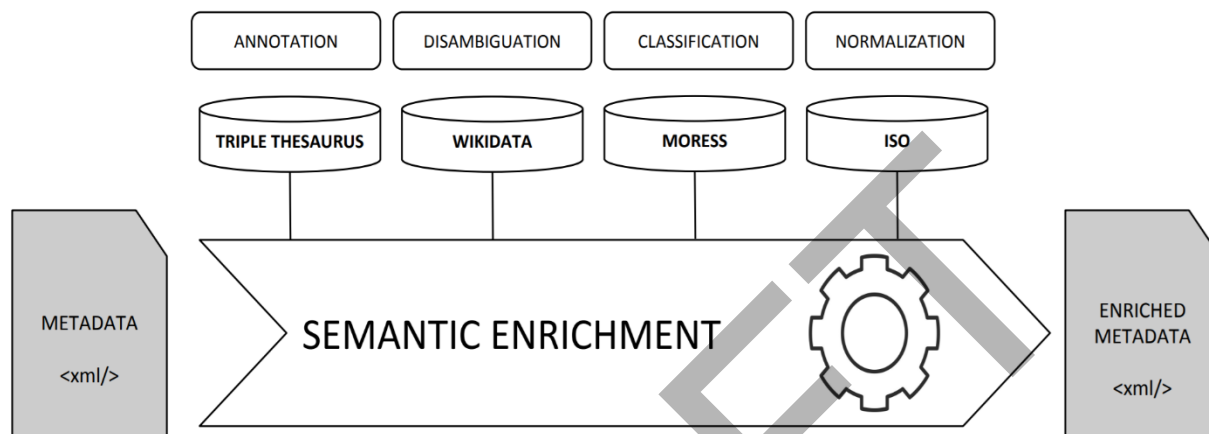 ANNOTATION
DISAMBIGUATION
CLASSIFICATION
NORMALIZATION
TRIPLE THESAURUS
WIKIDATA
MORESS
ISO
METADATA
<xml/>
SEMANTIC ENRICHMENT
ENRICHED
METADATA
<xml/>